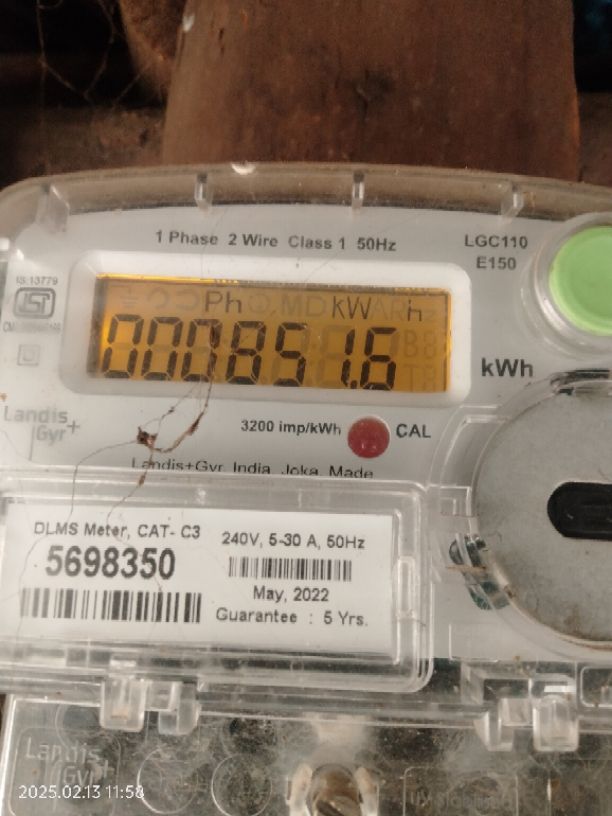 1 Phase 2 Wire Class 1 50Hz
LGC110
E150
IS:13779
ISI
Ph MD kW h
000851.6
kWh
Landis+
Gyr
3200 imp/kWh
CAL
Landis+Gyr India Joka. Made
DLMS Meter, CAT- C3
5698350
240V, 5-30 A, 50Hz
May, 2022
Guarantee : 5 Yrs.
Landis+
Gyr
2025.02.13 11:58